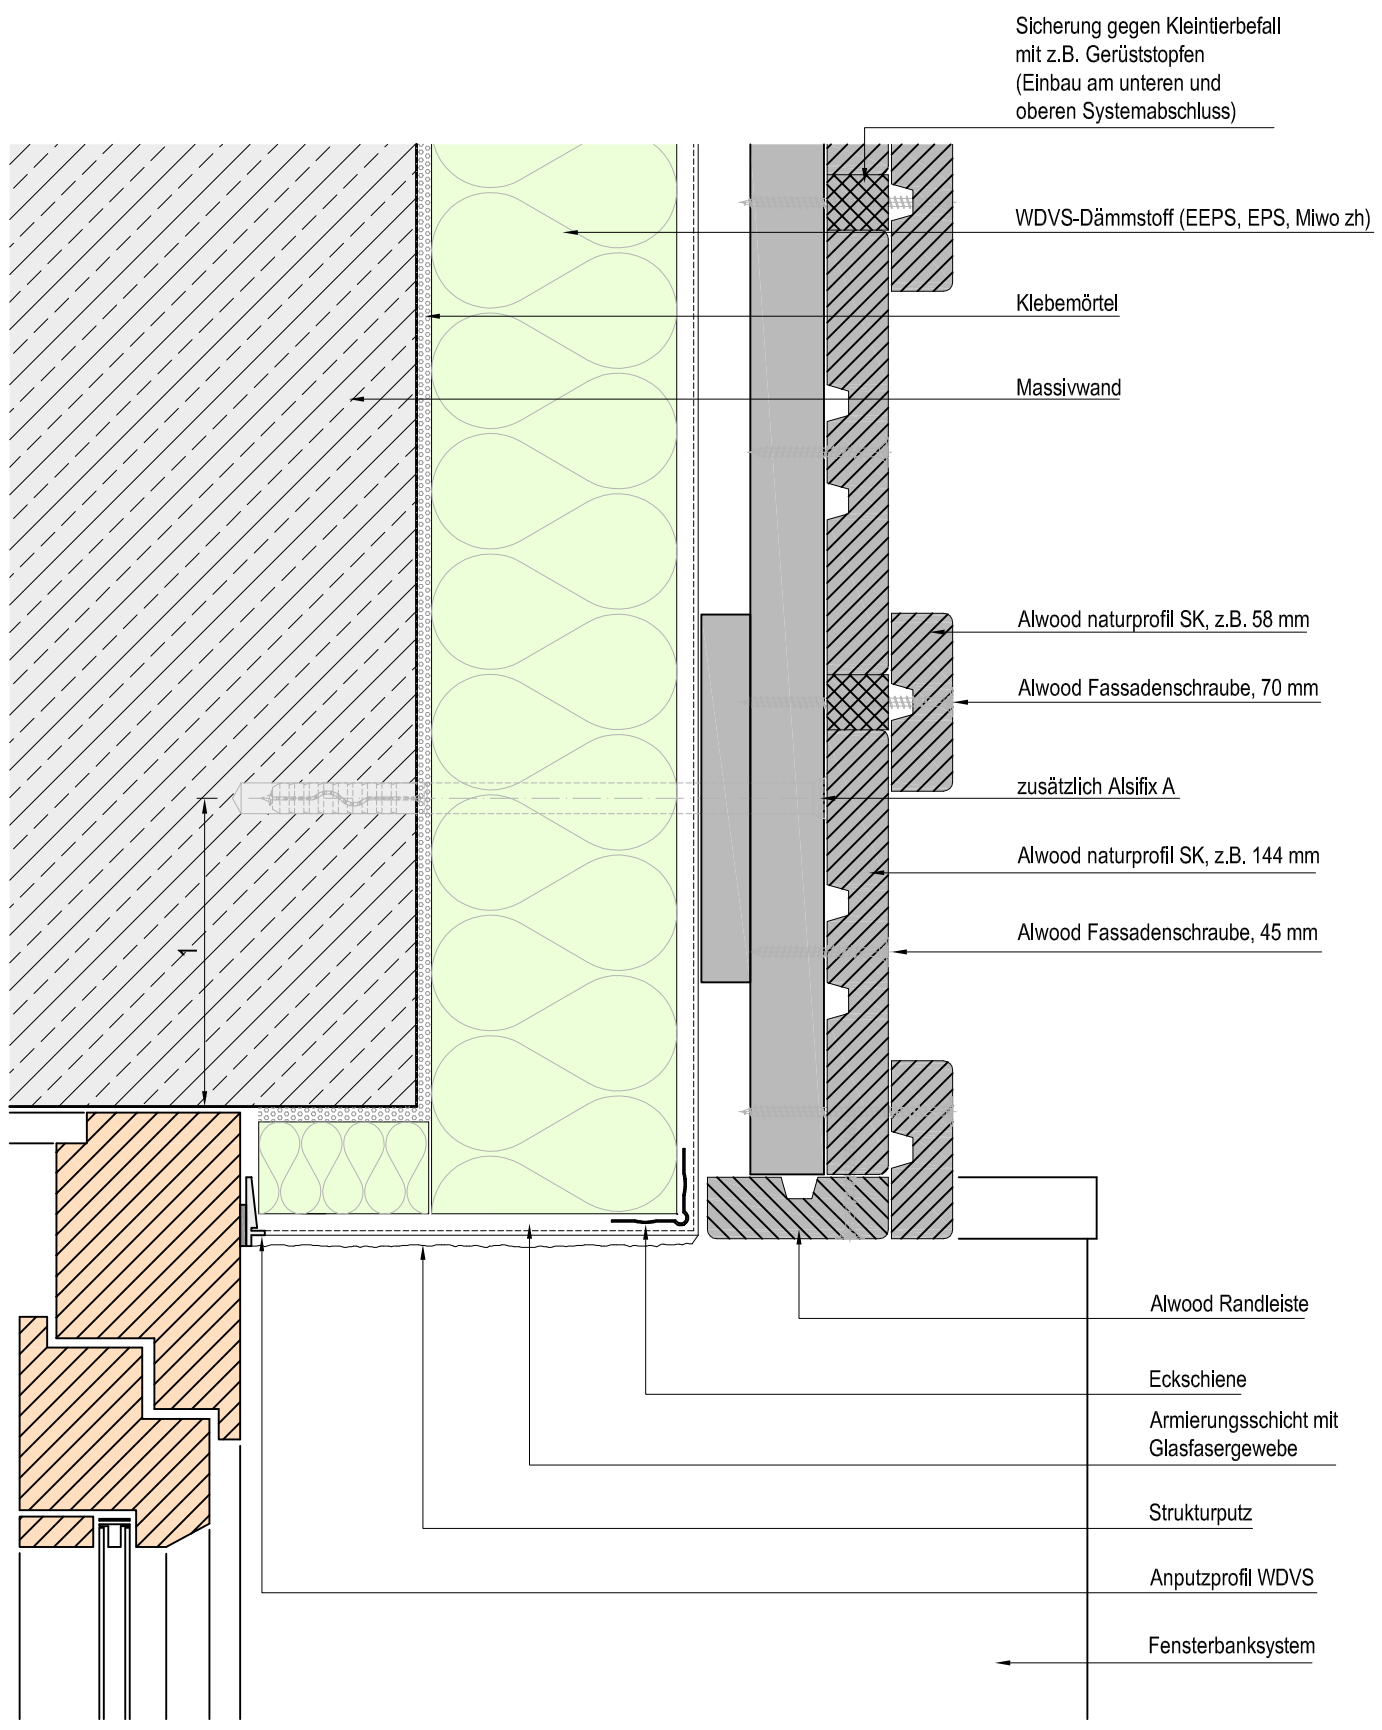 Sicherung gegen Kleintierbefall
mit z.B. Gerüststopfen
(Einbau am unteren und
oberen Systemabschluss)
WDVS-Dämmstoff (EEPS, EPS, Miwo zh)
Klebemörtel
Massivwand
Alwood naturprofil SK, z.B. 58 mm
Alwood Fassadenschraube, 70 mm
zusätzlich Alsifix A
Alwood naturprofil SK, z.B. 144 mm
Alwood Fassadenschraube, 45 mm
1
Alwood Randleiste
Eckschiene
Armierungsschicht mit
Glasfasergewebe
Strukturputz
Anputzprofil WDVS
Fensterbanksystem